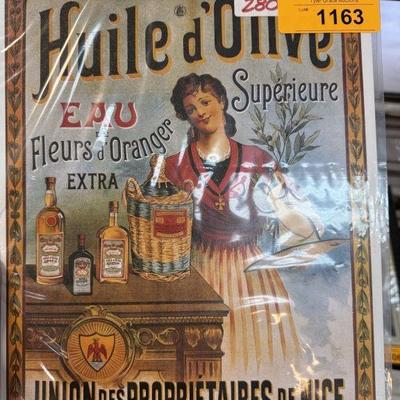 280
1163
Huile d'Olive
Supérieure
EAU
Fleurs d'Oranger
EXTRA
UNION DES PROPRIÉTAIRES DE NICE